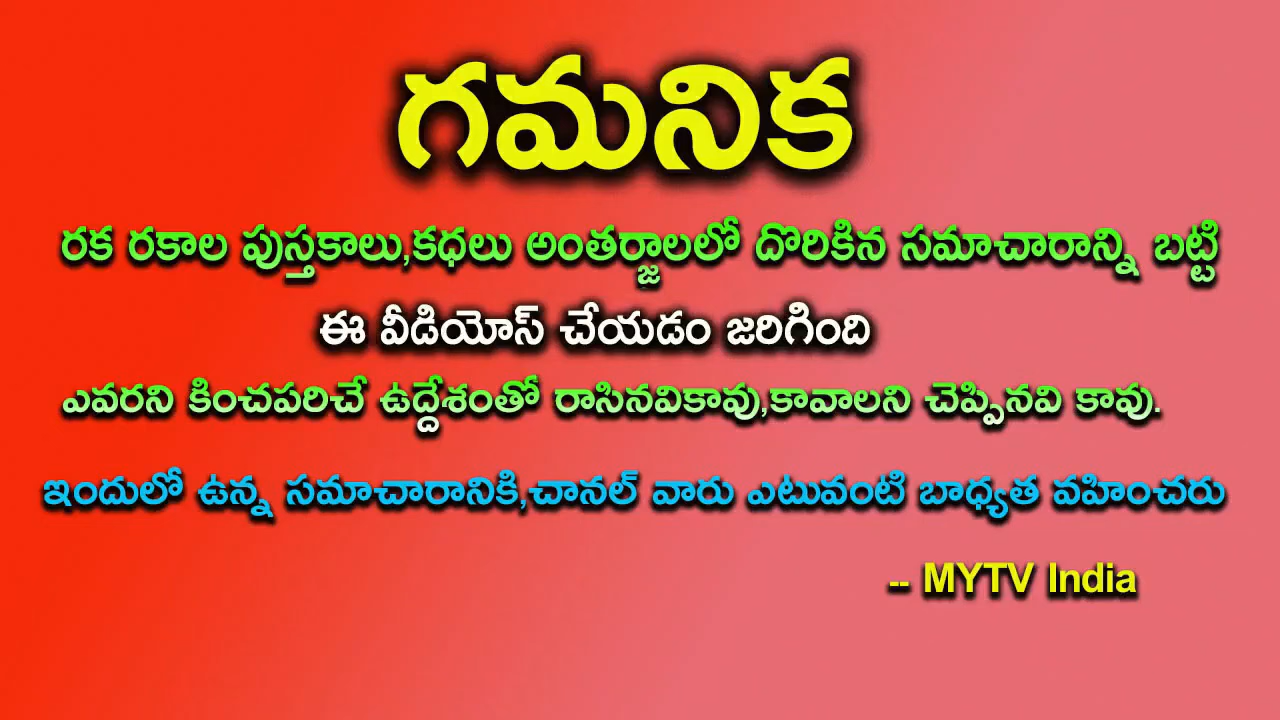 గమనిక
రక రకాల పుస్తకాలు,కధలు అంతర్జాలలో దొరికిన సమాచారాన్ని బట్టి
ఈ వీడియోస్ చేయడం జరిగింది
ఎవరని కించపరిచే ఉద్దేశంతో రాసినవికావు,కావాలని చెప్పినవి కావు.
ఇందులో ఉన్న సమాచారానికి,చానల్ వారు ఎటువంటి బాధ్యత వహించరు
-- MYTV India